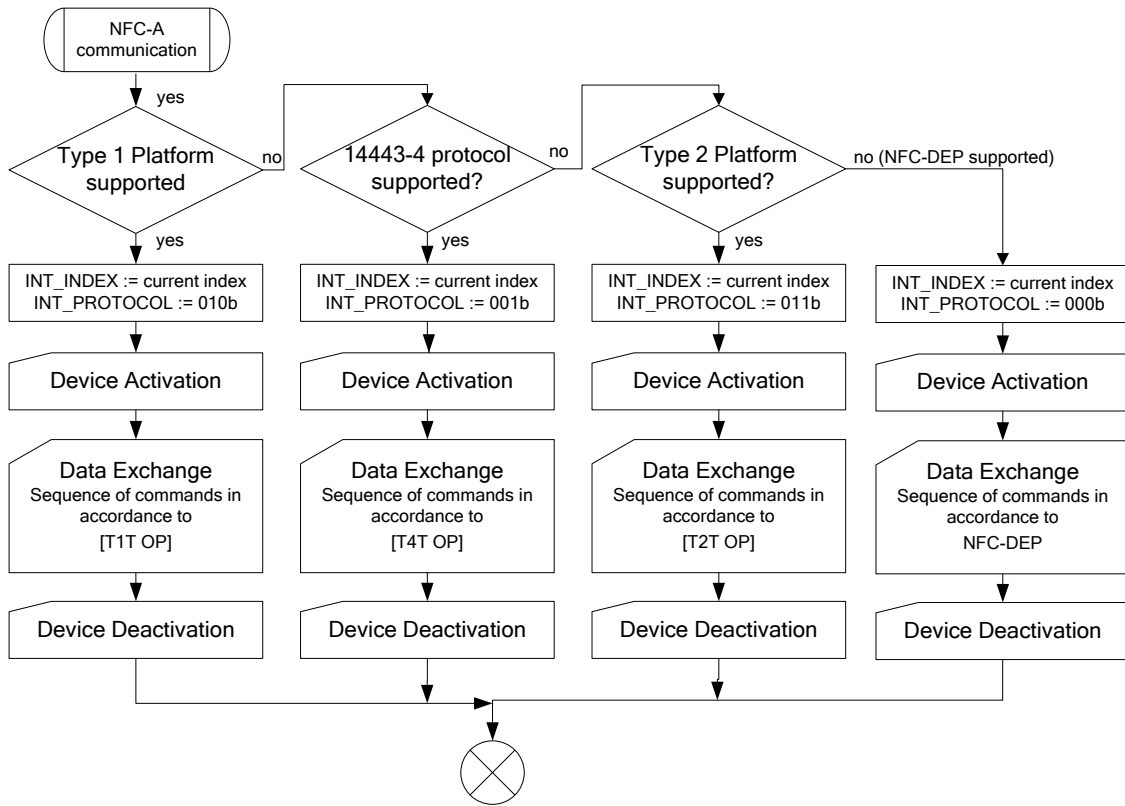 NFC-A
communication
yes
Type 1 Platform
supported
no
14443-4 protocol
supported?
no
Type 2 Platform
supported?
no (NFC-DEP supported)
yes
yes
yes
INT_INDEX := current index
INT_PROTOCOL := 010b
INT_INDEX := current index
INT_PROTOCOL := 001b
INT_INDEX := current index
INT_PROTOCOL := 011b
INT_INDEX := current index
INT_PROTOCOL := 000b
Device Activation
Device Activation
Device Activation
Device Activation
Data Exchange
Sequence of commands in
accordance to
[T1T OP]
Data Exchange
Sequence of commands in
accordance to
[T4T OP]
Data Exchange
Sequence of commands in
accordance to
[T2T OP]
Data Exchange
Sequence of commands in
accordance to
NFC-DEP
Device Deactivation
Device Deactivation
Device Deactivation
Device Deactivation